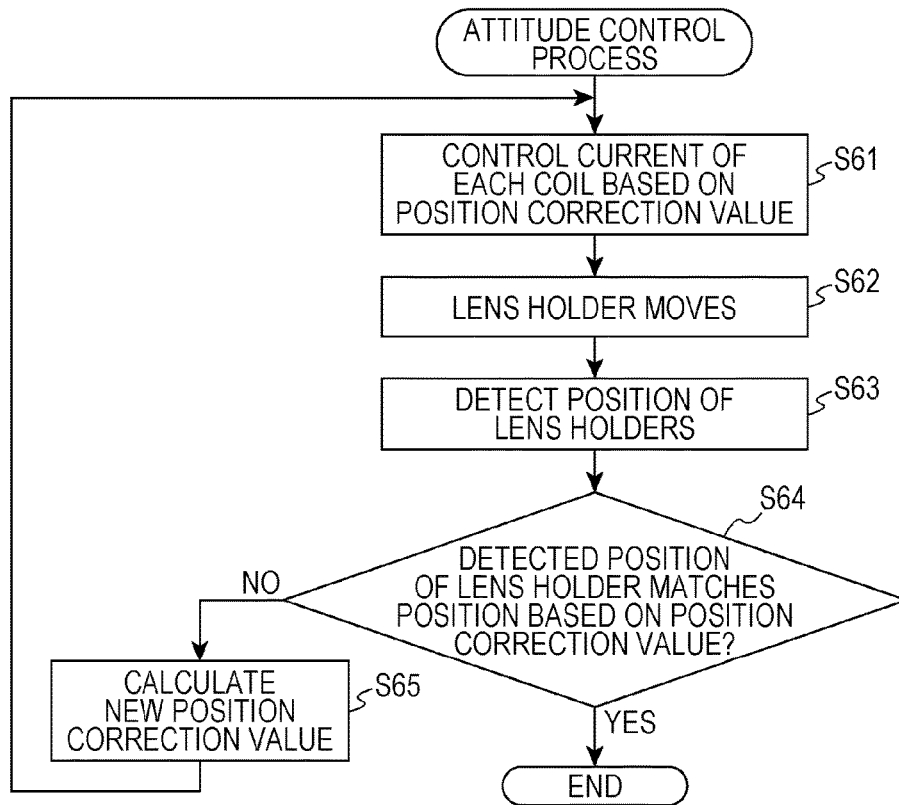 ATTITUDE CONTROL
PROCESS
CONTROL CURRENT OF
EACH COIL BASED ON
POSITION CORRECTION VALUE
S61
LENS HOLDER MOVES
S62
DETECT POSITION OF
LENS HOLDERS
S63
S64
DETECTED POSITION
OF LENS HOLDER MATCHES
POSITION BASED ON POSITION
CORRECTION VALUE?
NO
CALCULATE
NEW POSITION
CORRECTION VALUE
S65
YES
END